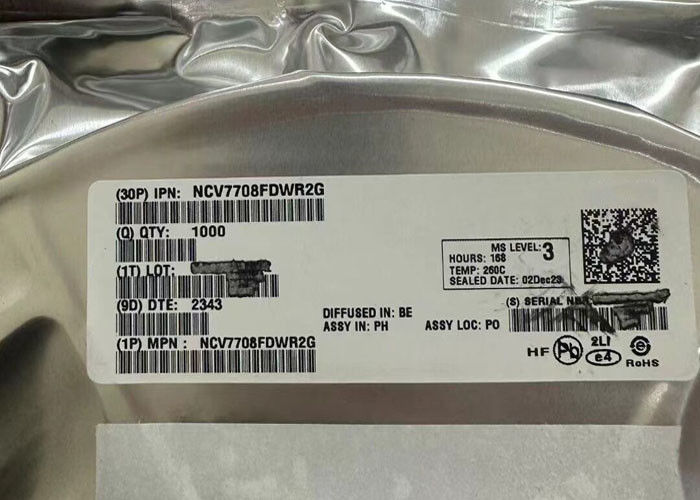 (30P) IPN: NCV7708FDWR2G
(Q) QTY: 1000
(1T) LOT:
(9D) DTE: 2343
(1P) MPN : NCV7708FDWR2G
DIFFUSED IN: BE
ASSY IN: PH ASSY LOC: PO
MS LEVEL: 3
HOURS: 168
TEMP: 260C
SEALED DATE: 02Dec23
(S) SERIAL
HF Pb 2LI e4 RoHS